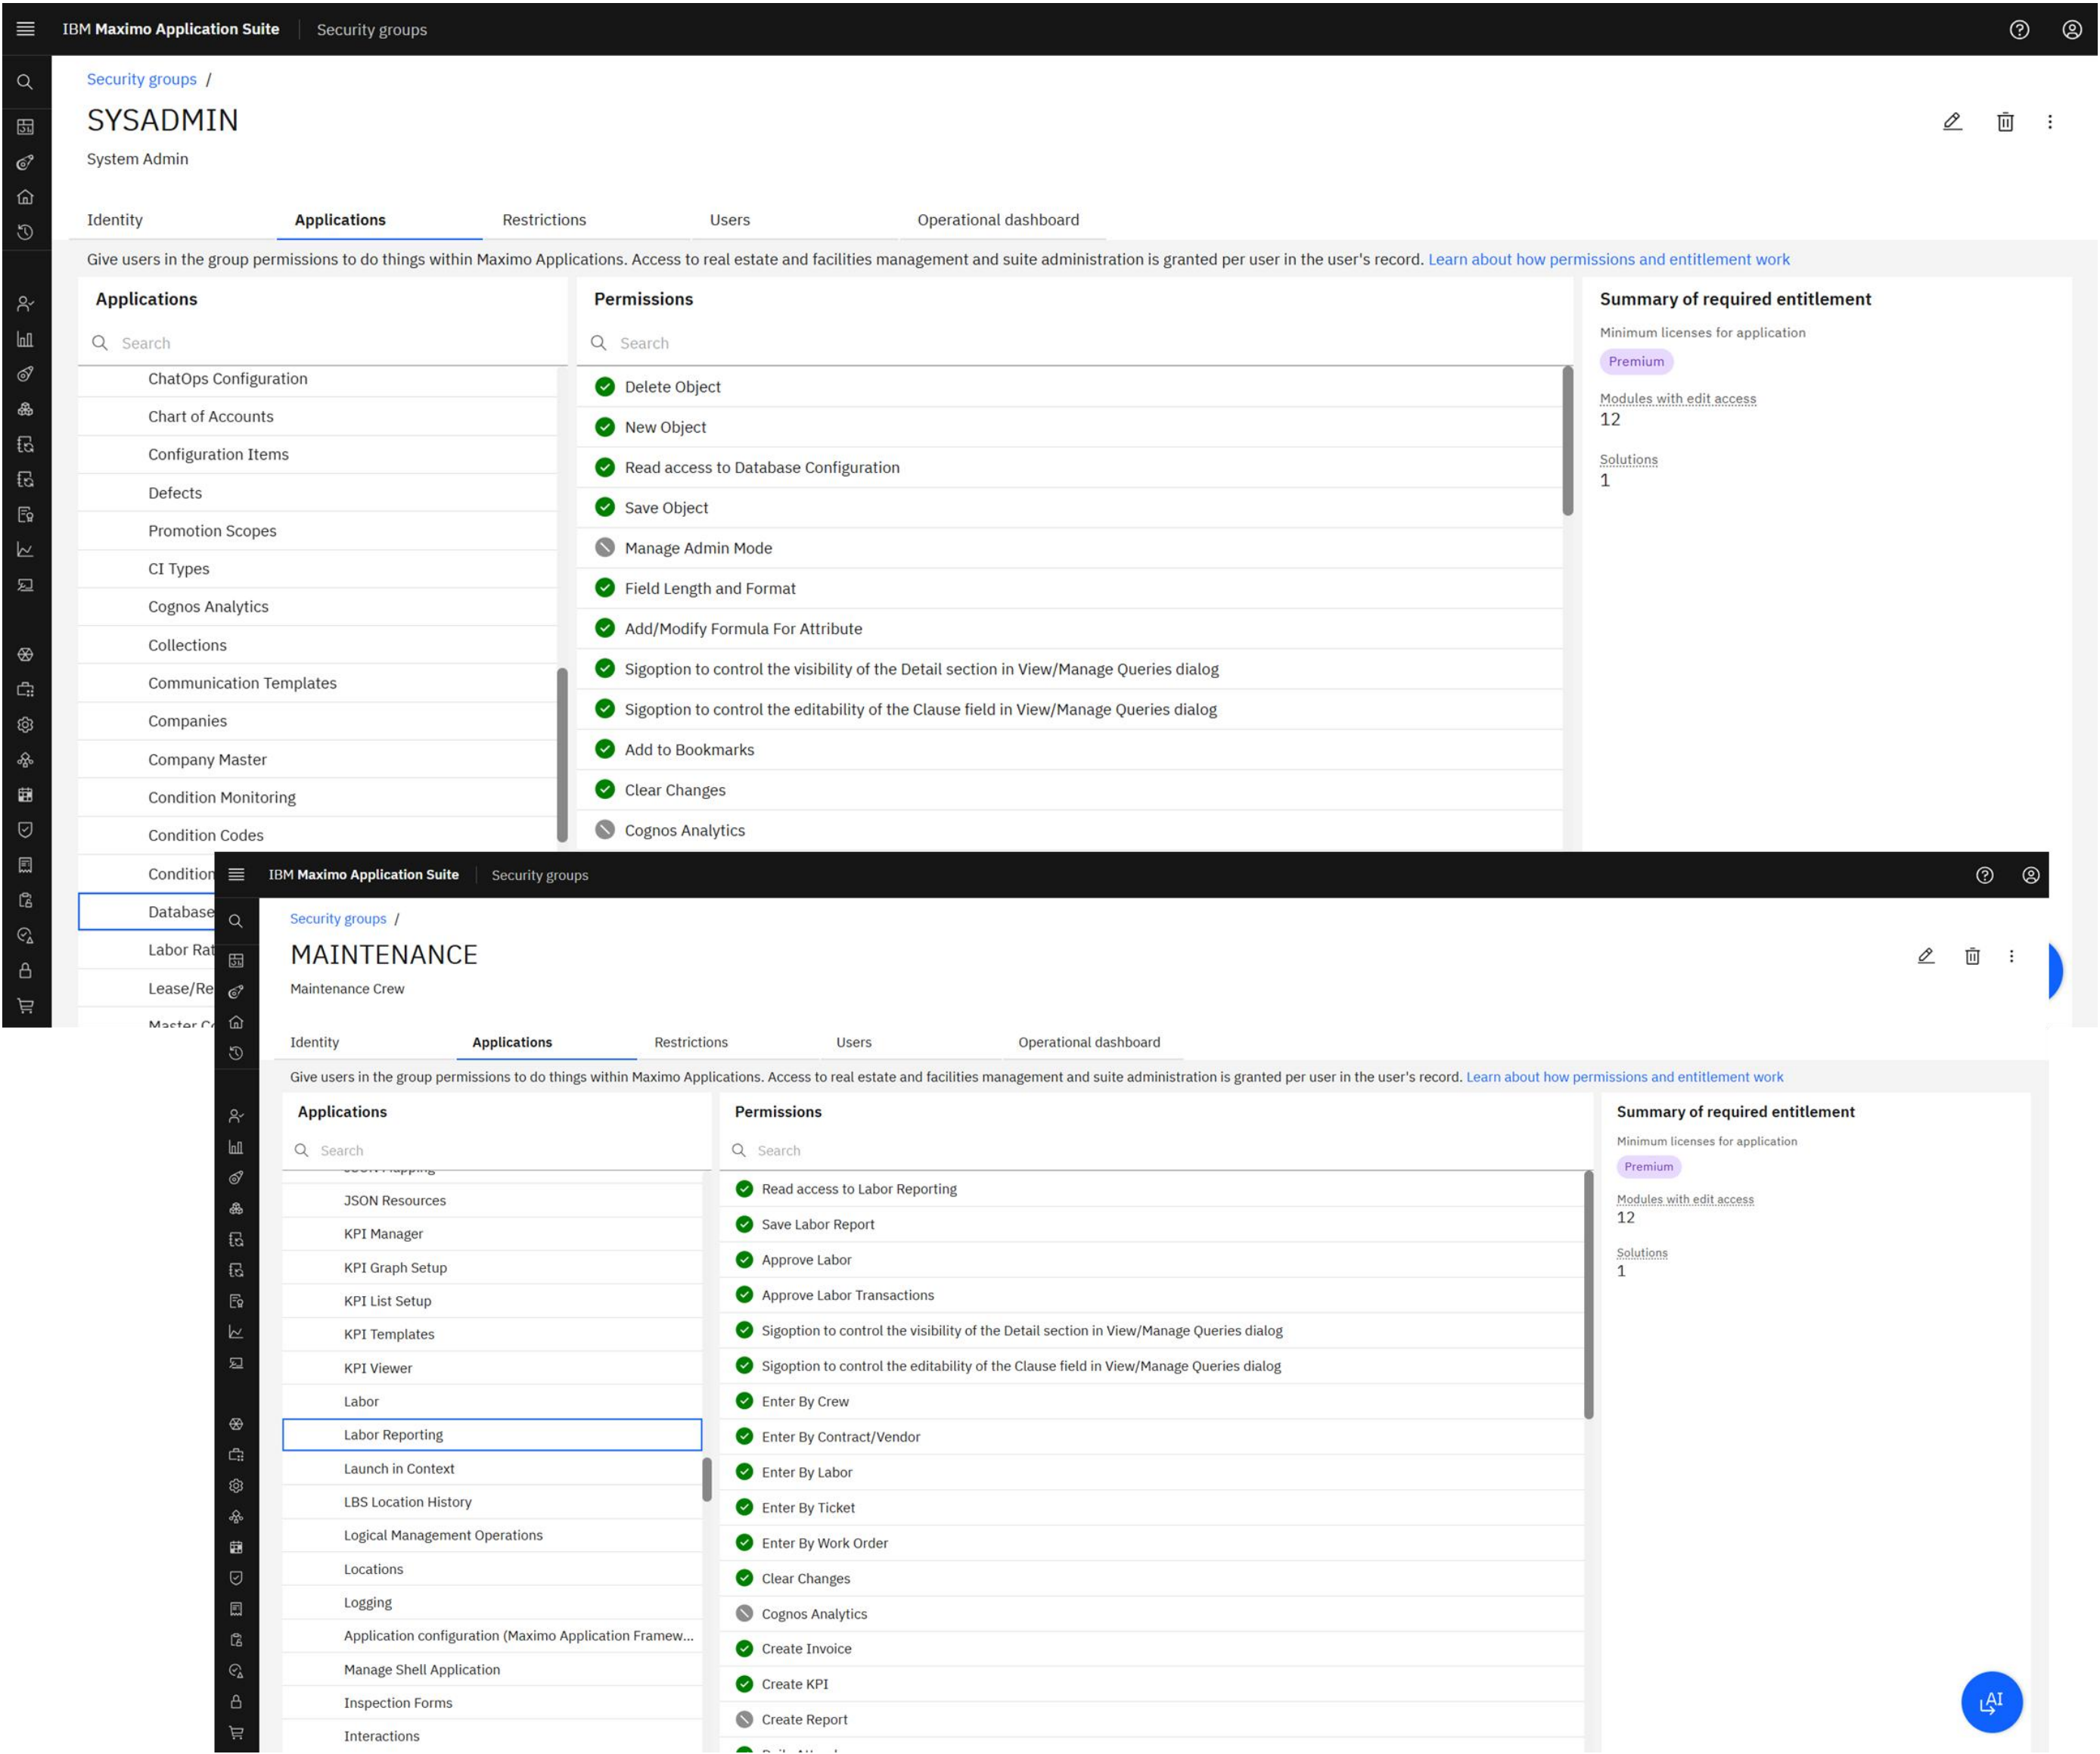 IBM Maximo Application Suite Security groups
Security groups /
SYSADMIN
System Admin
Identity Applications Restrictions Users Operational dashboard
Give users in the group permissions to do things within Maximo Applications. Access to real estate and facilities management and suite administration is granted per user in the user's record. Learn about how permissions and entitlement work
Applications
Search
ChatOps Configuration
Chart of Accounts
Configuration Items
Defects
Promotion Scopes
CI Types
Cognos Analytics
Collections
Communication Templates
Companies
Company Master
Condition Monitoring
Condition Codes
Condition
Database
Labor Rat
Lease/Re
Master C
Permissions
Search
Delete Object
New Object
Read access to Database Configuration
Save Object
Manage Admin Mode
Field Length and Format
Add/Modify Formula For Attribute
Sigoption to control the visibility of the Detail section in View/Manage Queries dialog
Sigoption to control the editability of the Clause field in View/Manage Queries dialog
Add to Bookmarks
Clear Changes
Cognos Analytics
Summary of required entitlement
Minimum licenses for application
Premium
Modules with edit access
12
Solutions
1
IBM Maximo Application Suite Security groups
Security groups /
MAINTENANCE
Maintenance Crew
Identity Applications Restrictions Users Operational dashboard
Give users in the group permissions to do things within Maximo Applications. Access to real estate and facilities management and suite administration is granted per user in the user's record. Learn about how permissions and entitlement work
Applications
Search
JSON Mapping
JSON Resources
KPI Manager
KPI Graph Setup
KPI List Setup
KPI Templates
KPI Viewer
Labor
Labor Reporting
Launch in Context
LBS Location History
Logical Management Operations
Locations
Logging
Application configuration (Maximo Application Framew...
Manage Shell Application
Inspection Forms
Interactions
Permissions
Search
Read access to Labor Reporting
Save Labor Report
Approve Labor
Approve Labor Transactions
Sigoption to control the visibility of the Detail section in View/Manage Queries dialog
Sigoption to control the editability of the Clause field in View/Manage Queries dialog
Enter By Crew
Enter By Contract/Vendor
Enter By Labor
Enter By Ticket
Enter By Work Order
Clear Changes
Cognos Analytics
Create Invoice
Create KPI
Create Report
Summary of required entitlement
Minimum licenses for application
Premium
Modules with edit access
12
Solutions
1
AI